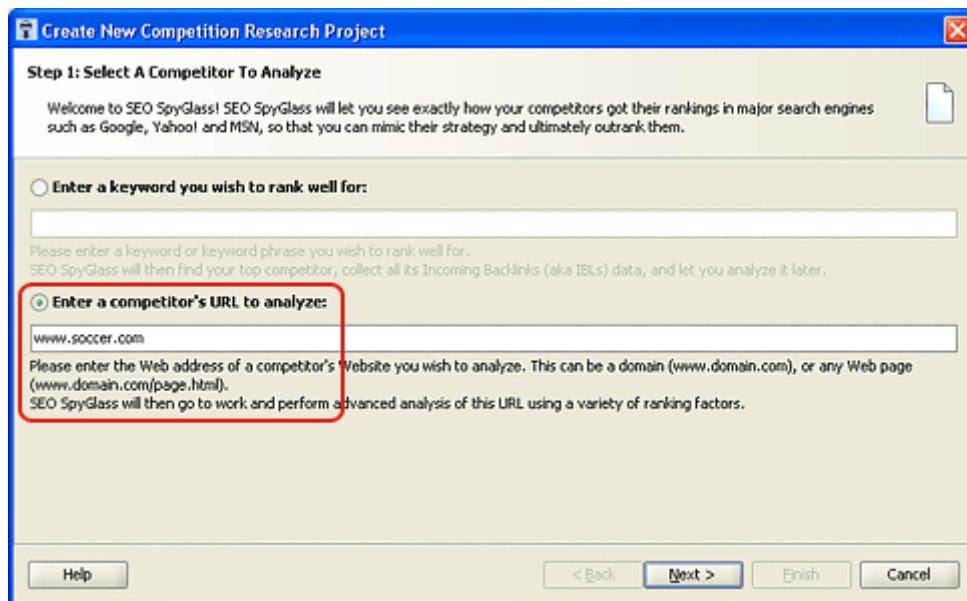 Create New Competition Research Project
Step 1: Select A Competitor To Analyze
Welcome to SEO SpyGlass! SEO SpyGlass will let you see exactly how your competitors got their rankings in major search engines
such as Google, Yahoo! and MSN, so that you can mimic their strategy and ultimately outrank them.
Enter a keyword you wish to rank well for:
Please enter a keyword or keyword phrase you wish to rank well for.
SEO SpyGlass will then find your top competitor, collect all its Incoming Backlinks (aka IBLs) data, and let you analyze it later.
Enter a competitor's URL to analyze:
www.soccer.com
Please enter the Web address of a competitor's Website you wish to analyze. This can be a domain (www.domain.com), or any Web page
(www.domain.com/page.html).
SEO SpyGlass will then go to work and perform advanced analysis of this URL using a variety of ranking factors.
Help < Back Next > Finish Cancel